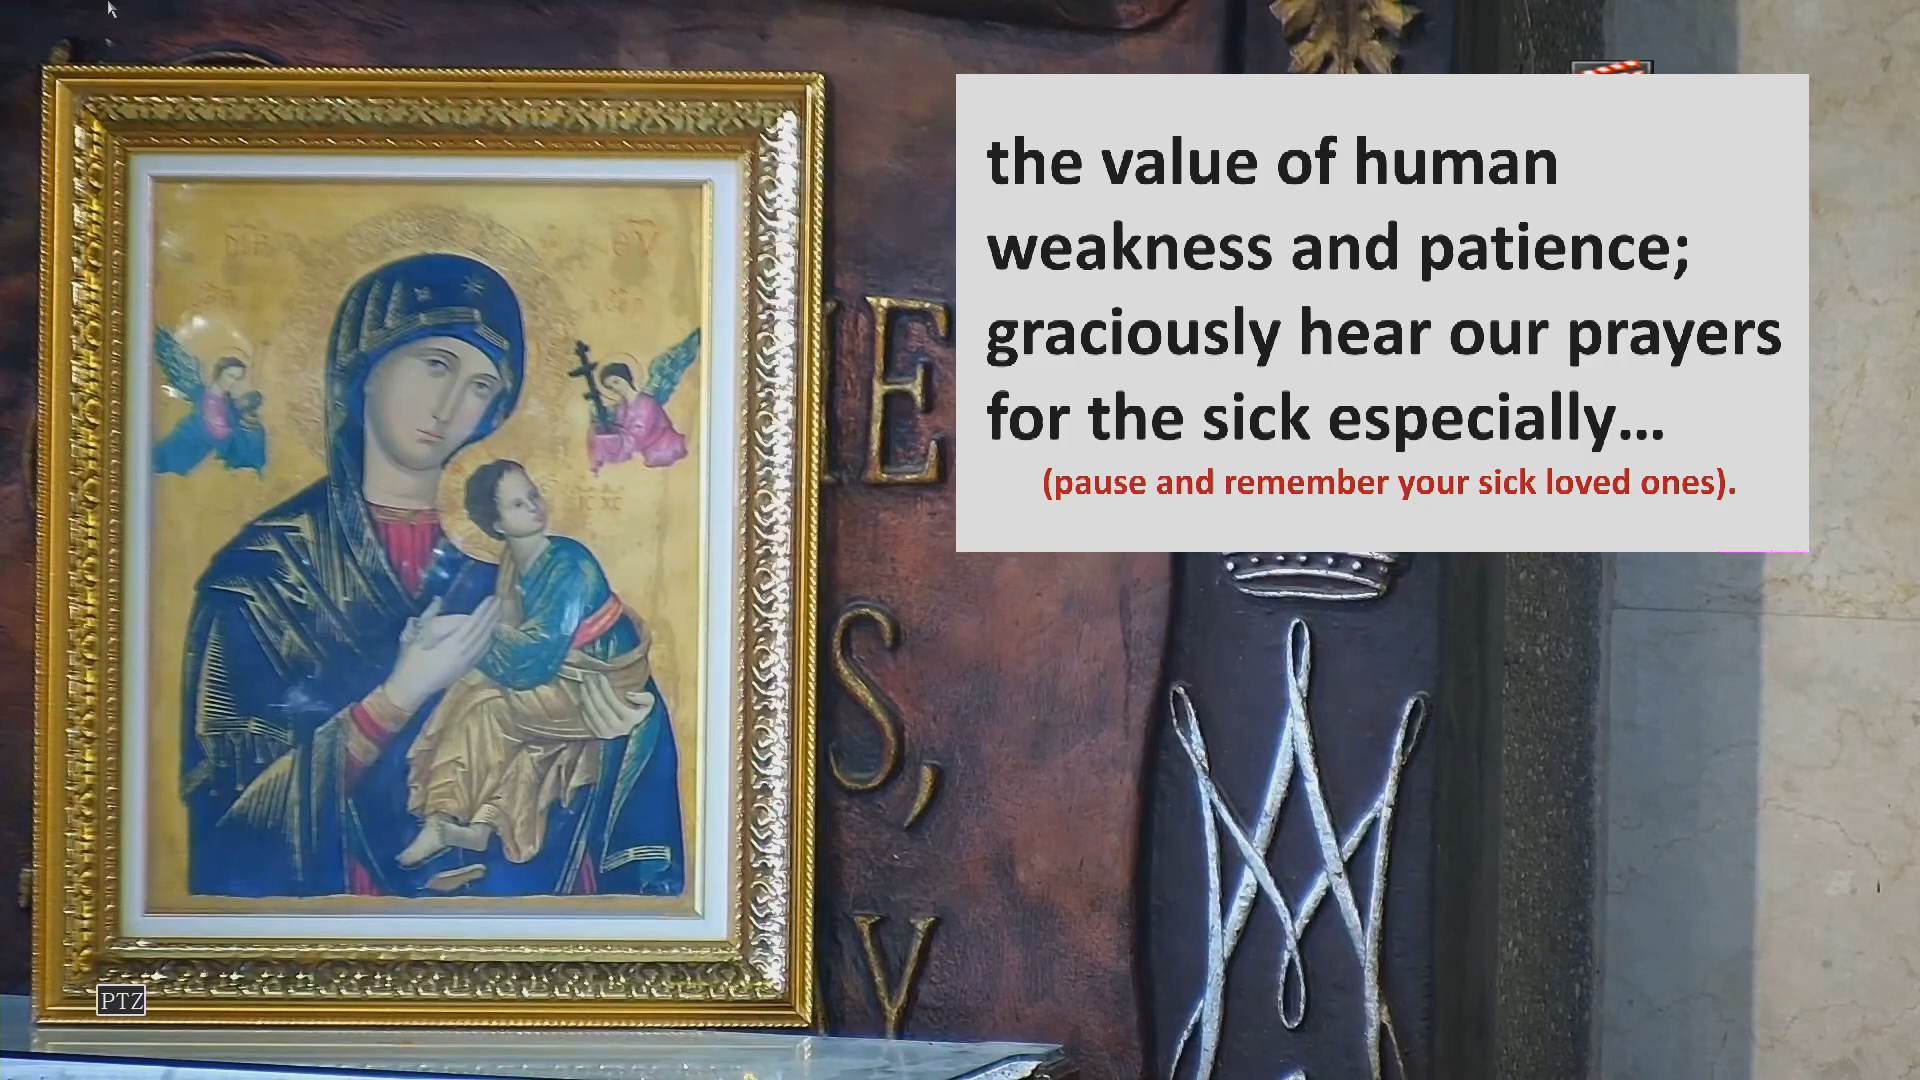 the value of human
weakness and patience;
graciously hear our prayers
for the sick especially...
(pause and remember your sick loved ones).
E
S,
Y
PTZ